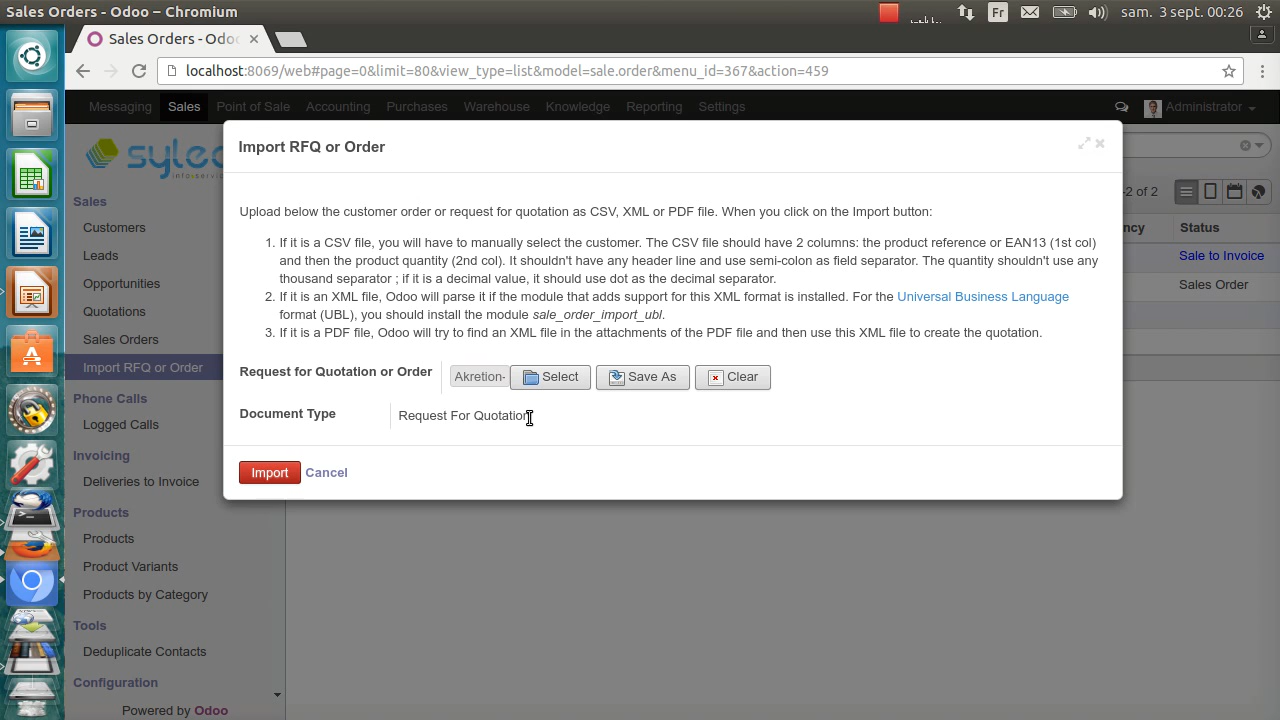 Sales Orders - Odoo – Chromium
Fr
sam. 3 sept. 00:26
Sales Orders - Odoo
localhost:8069/web#page=0&limit=80&view_type=list&model=sale.order&menu_id=367&action=459
Messaging Sales Point of Sale Accounting Purchases Warehouse Knowledge Reporting Settings Administrator
Import RFQ or Order
Upload below the customer order or request for quotation as CSV, XML or PDF file. When you click on the Import button:
1. If it is a CSV file, you will have to manually select the customer. The CSV file should have 2 columns: the product reference or EAN13 (1st col)
and then the product quantity (2nd col). It shouldn't have any header line and use semi-colon as field separator. The quantity shouldn't use any
thousand separator ; if it is a decimal value, it should use dot as the decimal separator.
2. If it is an XML file, Odoo will parse it if the module that adds support for this XML format is installed. For the Universal Business Language
format (UBL), you should install the module sale_order_import_ubl.
3. If it is a PDF file, Odoo will try to find an XML file in the attachments of the PDF file and then use this XML file to create the quotation.
Request for Quotation or Order Akretion- Select Save As Clear
Document Type Request For Quotation
Import Cancel
Sales
Customers
Leads
Opportunities
Quotations
Sales Orders
Import RFQ or Order
Phone Calls
Logged Calls
Invoicing
Deliveries to Invoice
Products
Products
Product Variants
Products by Category
Tools
Deduplicate Contacts
Configuration
Powered by Odoo
-2 of 2
Status
Sale to Invoice
Sales Order